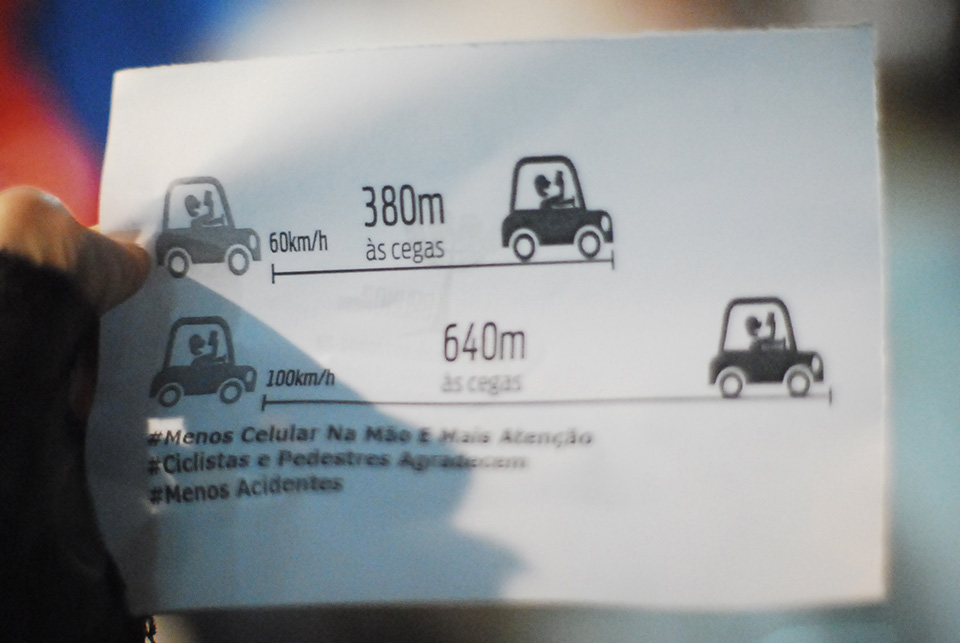 380m
60km/h
às cegas
640m
100km/h
às cegas
#Menos Celular Na Mão E Mais Atenção
#Ciclistas e Pedestres Agradecem
#Menos Acidentes